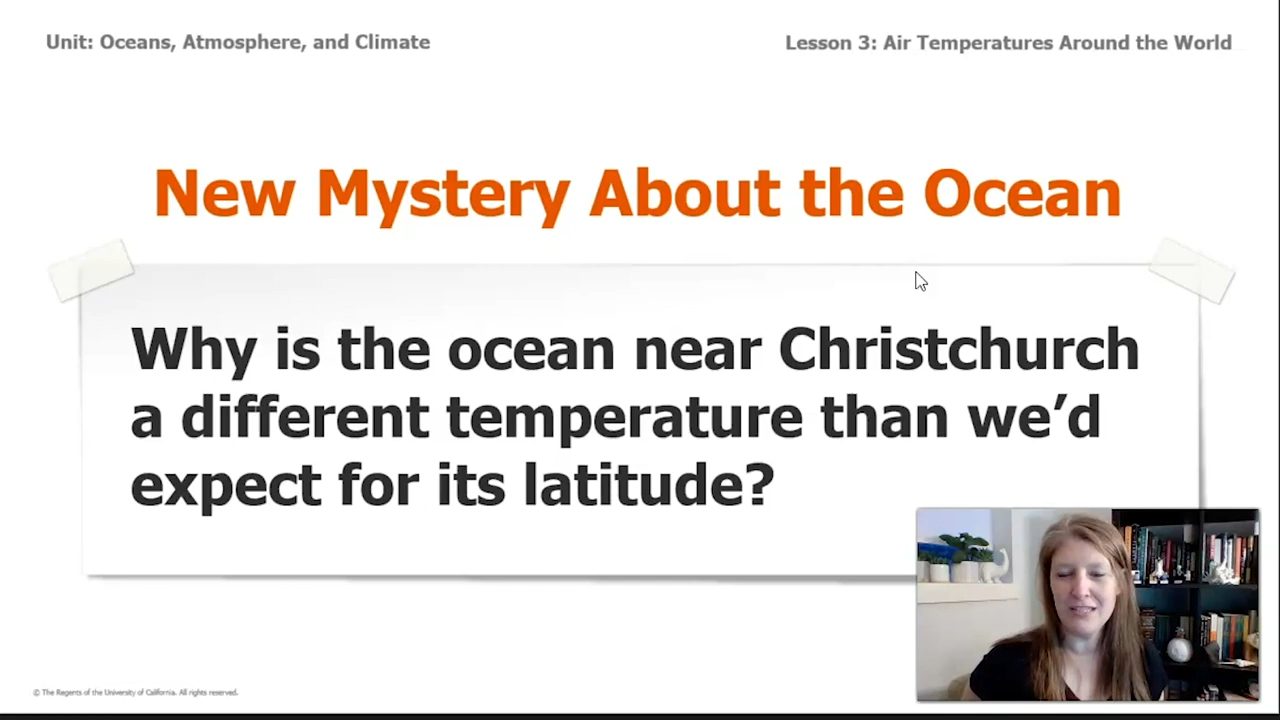 Unit: Oceans, Atmosphere, and Climate
Lesson 3: Air Temperatures Around the World
New Mystery About the Ocean
Why is the ocean near Christchurch
a different temperature than we’d
expect for its latitude?
© The Regents of the University of California. All rights reserved.